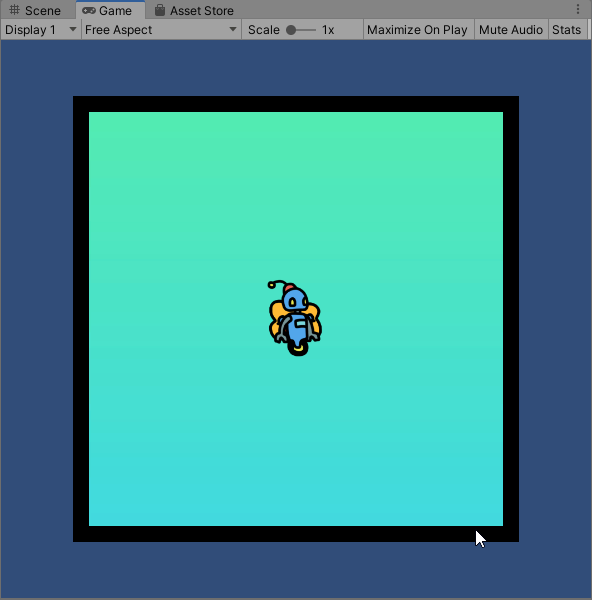 Scene Game Asset Store
Display 1 Free Aspect Scale 1x Maximize On Play Mute Audio Stats